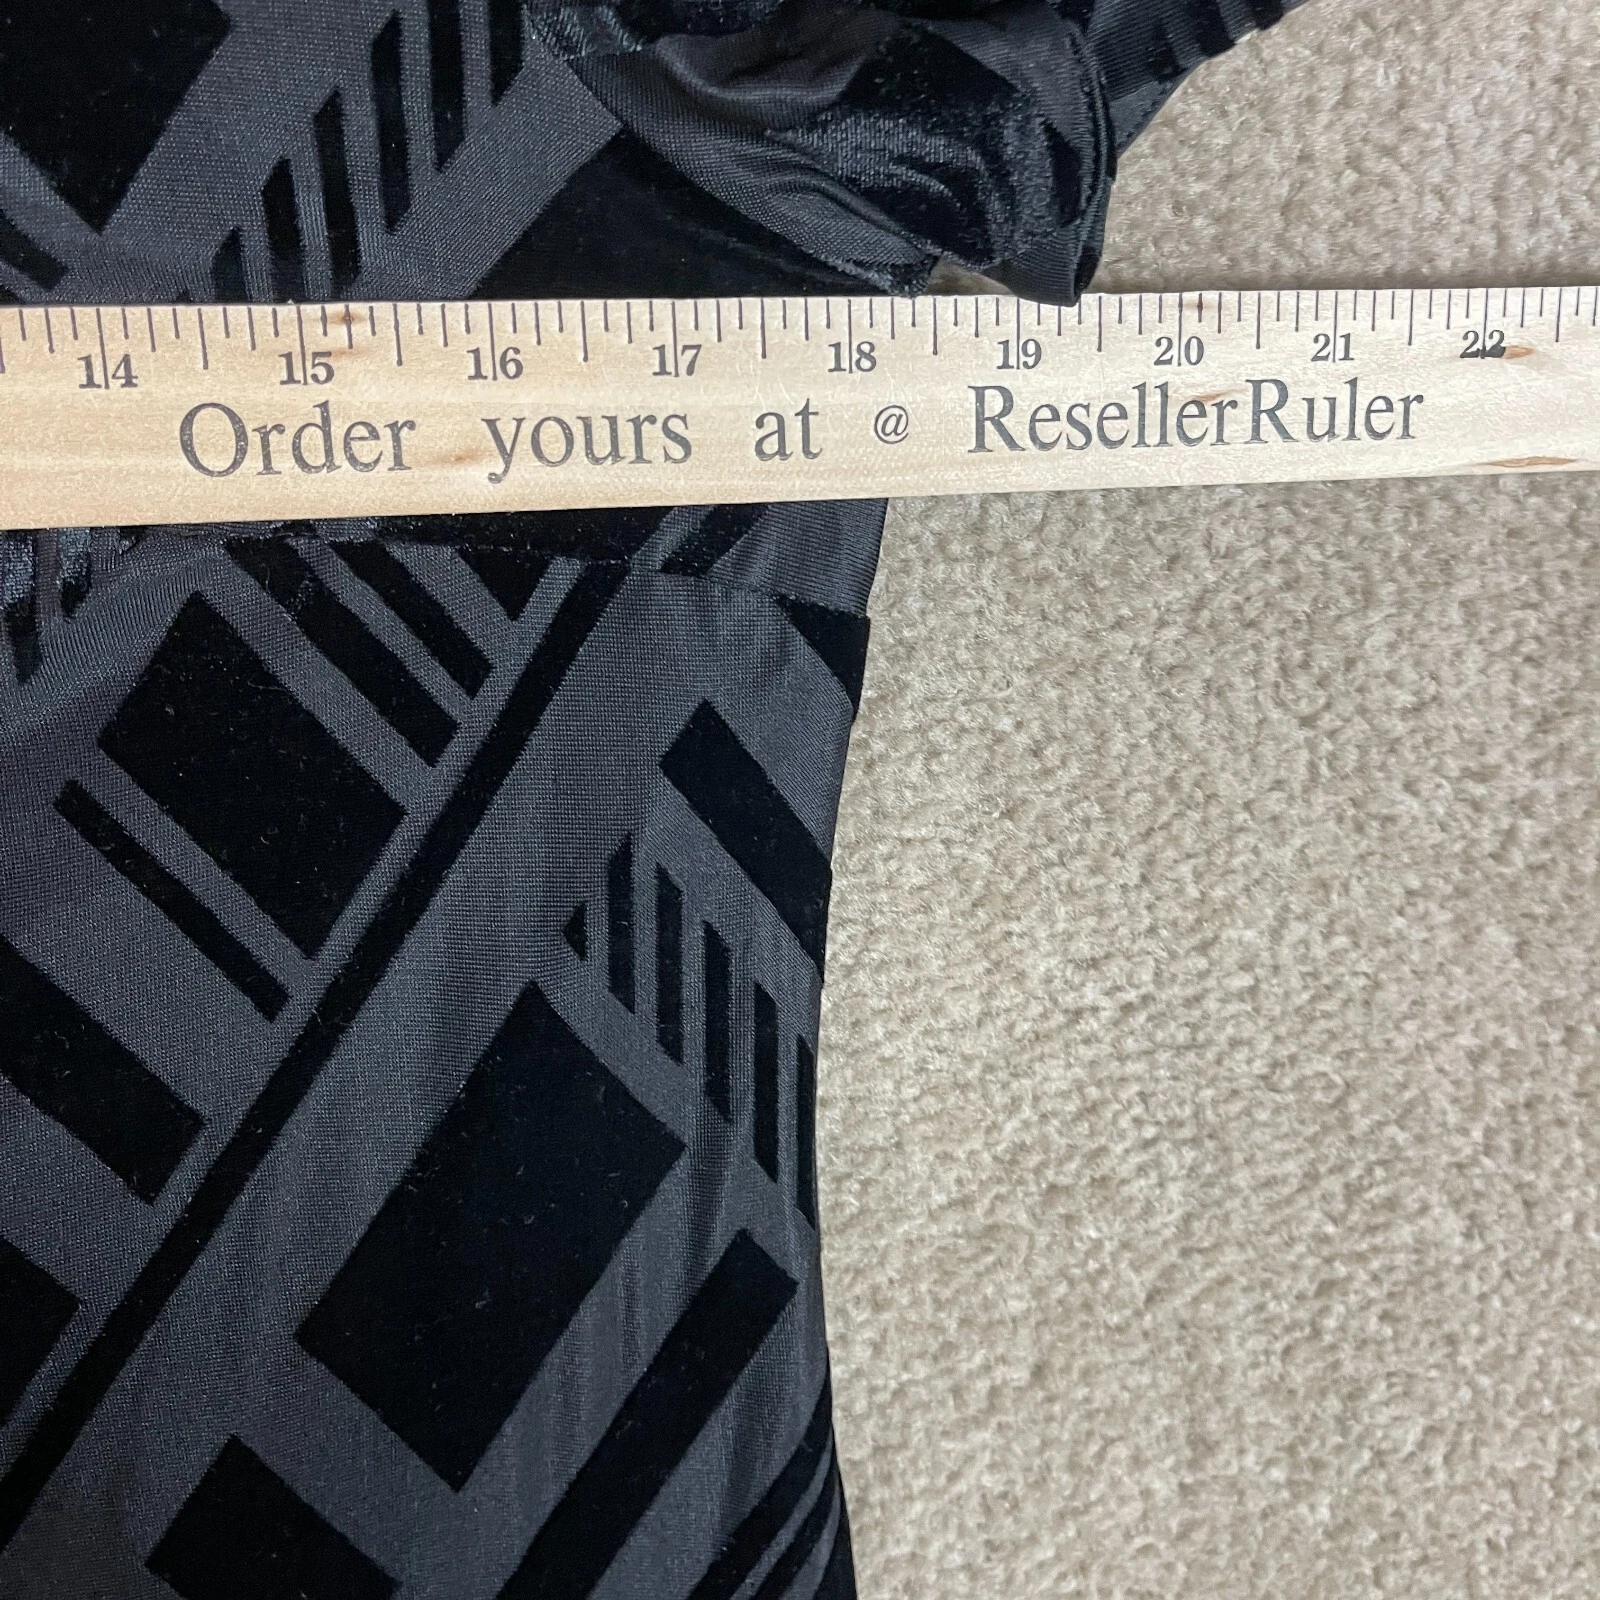 14 15 16 17 18 19 20 21 22
Order yours at @ ResellerRuler